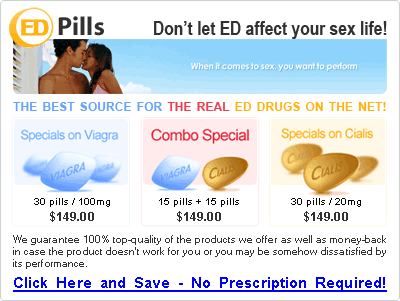 ED Pills
Don't let ED affect your sex life!
When it comes to sex, you want to perform
THE BEST SOURCE FOR THE REAL ED DRUGS ON THE NET!
Specials on Viagra
VIAGRA
30 pills / 100mg
$149.00
Combo Special
VIAGRA
CIALIS
15 pills + 15 pills
$149.00
Specials on Cialis
CIALIS
30 pills / 20mg
$149.00
We guarantee 100% top-quality of the products we offer as well as money-back
in case the product doesn't work for you or you may be somehow dissatisfied by
its performance.
Click Here and Save - No Prescription Required!